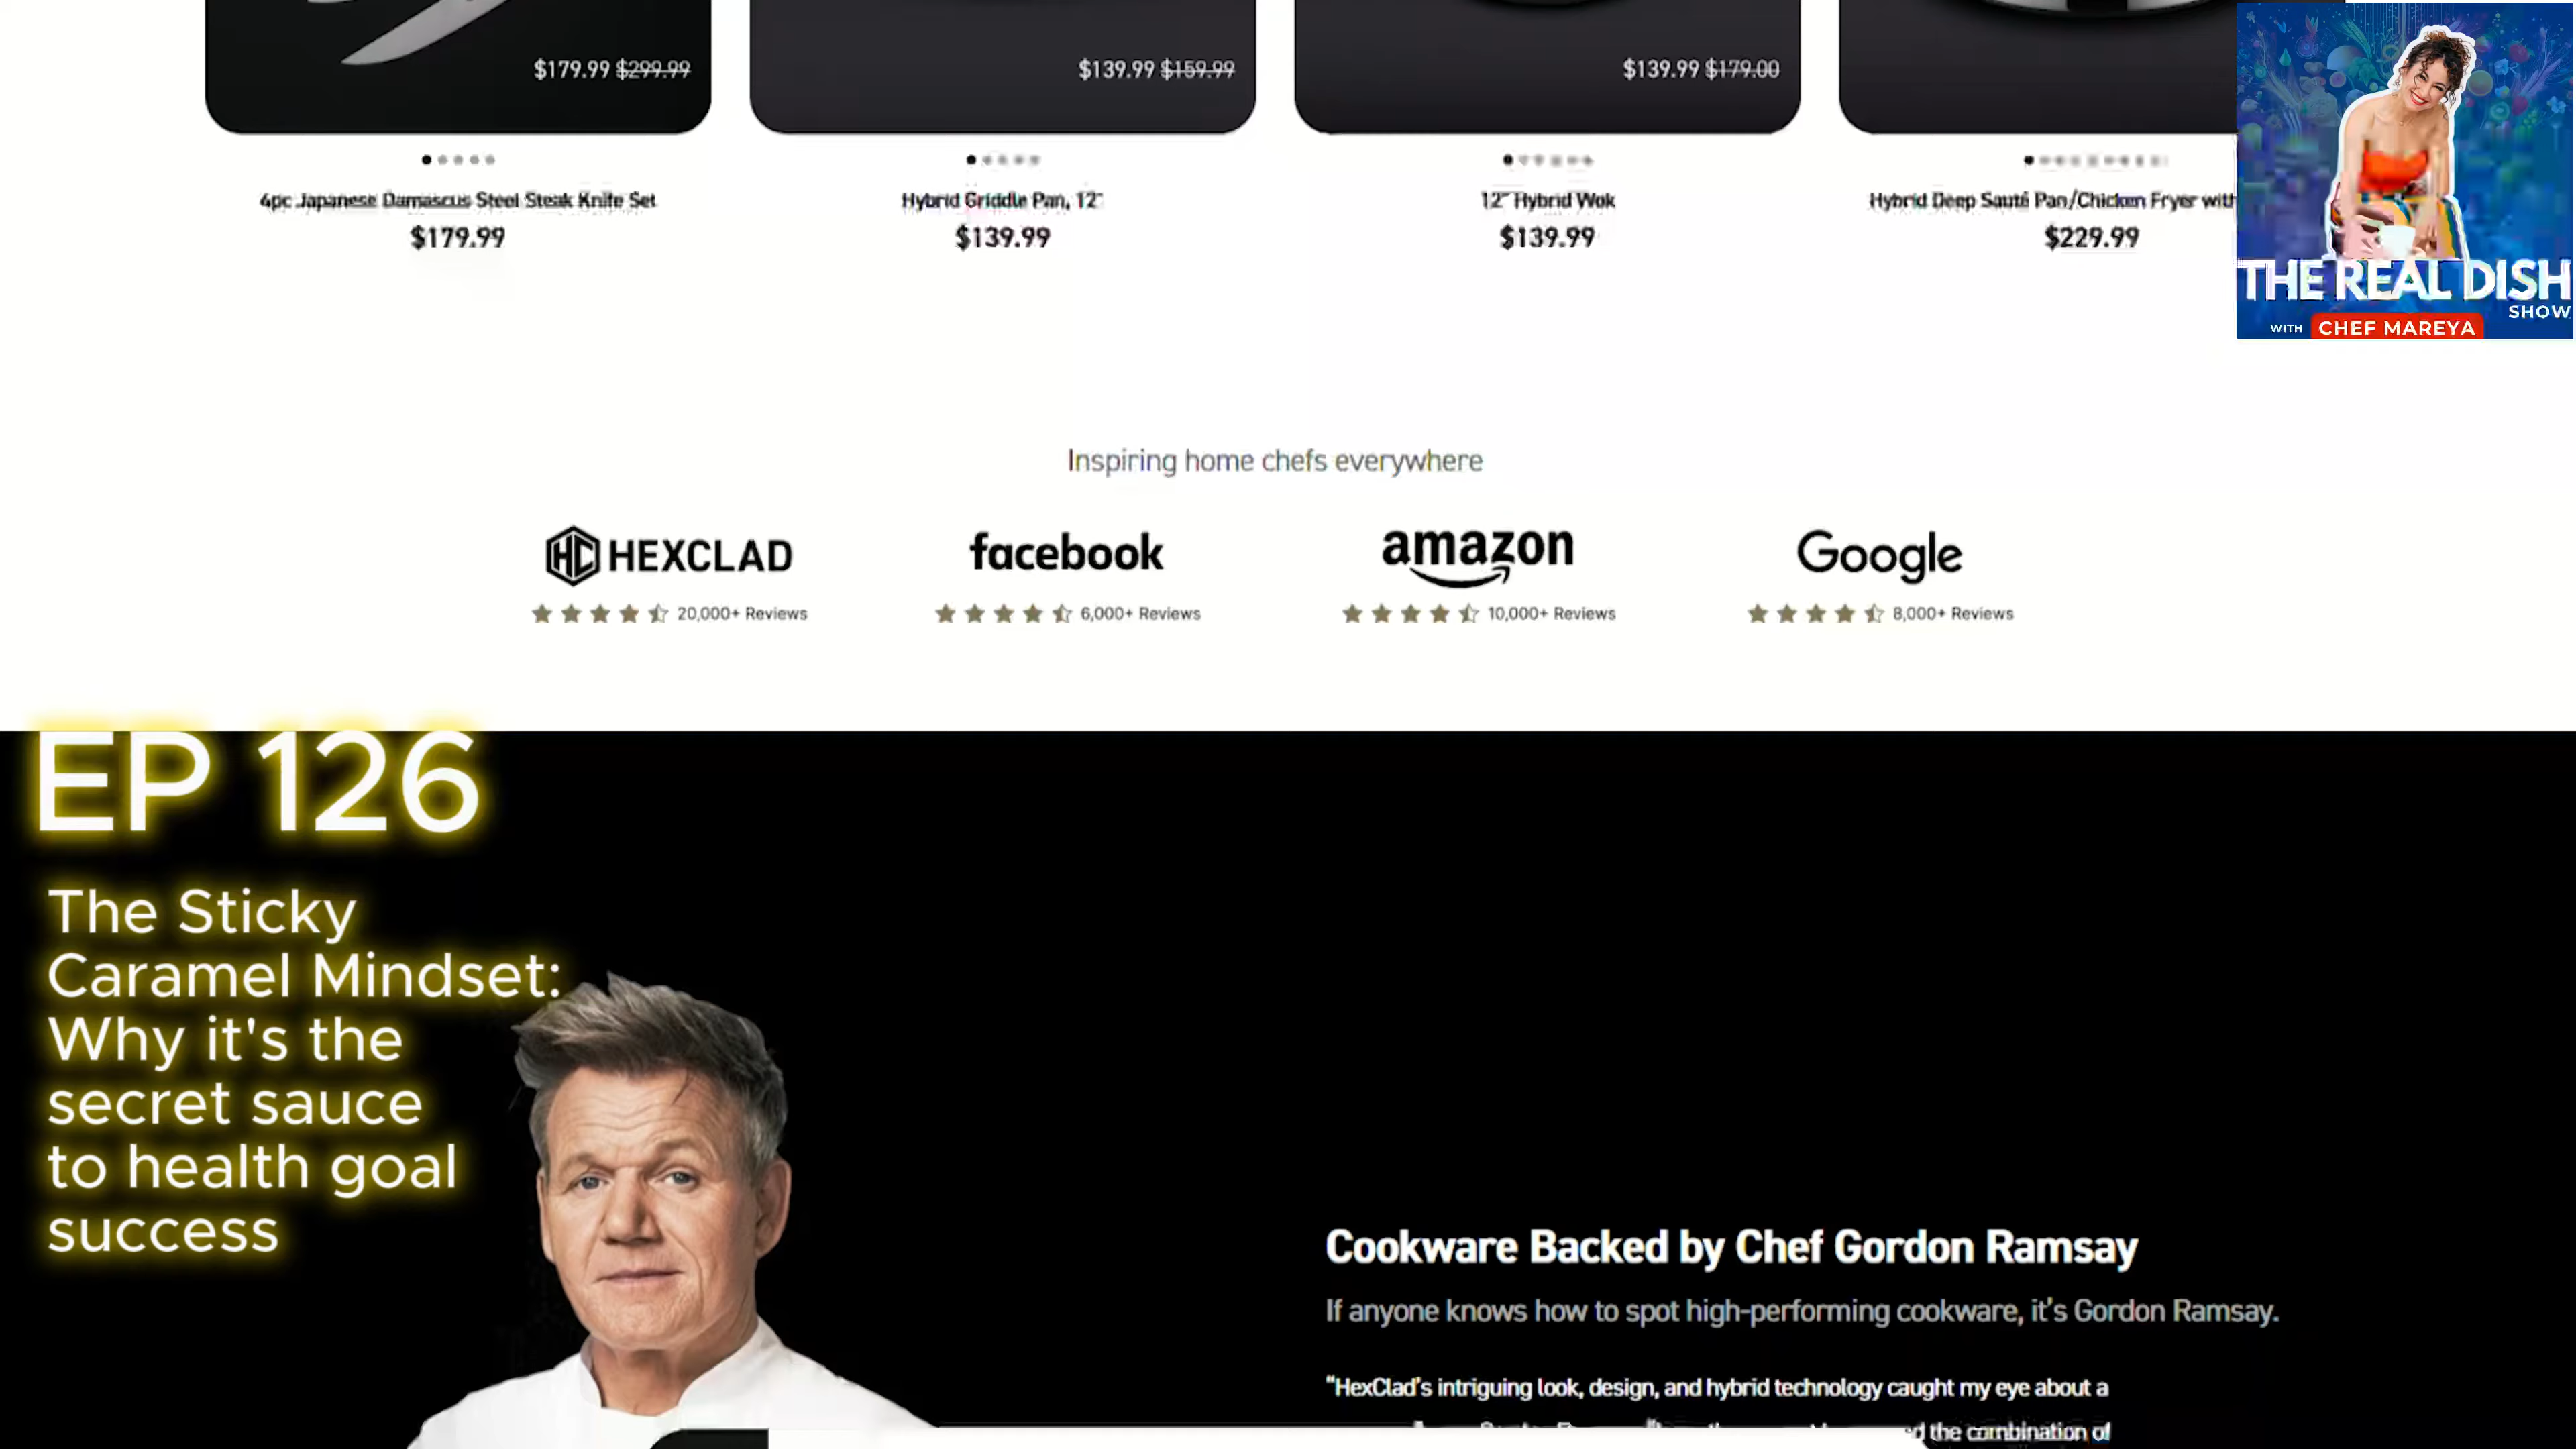 $179.99 $299.99
$139.99 $159.99
$139.99 $179.00
4pc Japanese Damascus Steel Steak Knife Set
$179.99
Hybrid Griddle Pan, 12"
$139.99
12" Hybrid Wok
$139.99
Hybrid Deep Sauté Pan/Chicken Fryer with
$229.99
THE REAL DISH
SHOW
WITH CHEF MAREYA
Inspiring home chefs everywhere
HC HEXCLAD
20,000+ Reviews
facebook
6,000+ Reviews
amazon
10,000+ Reviews
Google
8,000+ Reviews
EP 126
The Sticky
Caramel Mindset:
Why it's the
secret sauce
to health goal
success
Cookware Backed by Chef Gordon Ramsay
If anyone knows how to spot high-performing cookware, it's Gordon Ramsay.
"HexClad's intriguing look, design, and hybrid technology caught my eye about a
the combination of